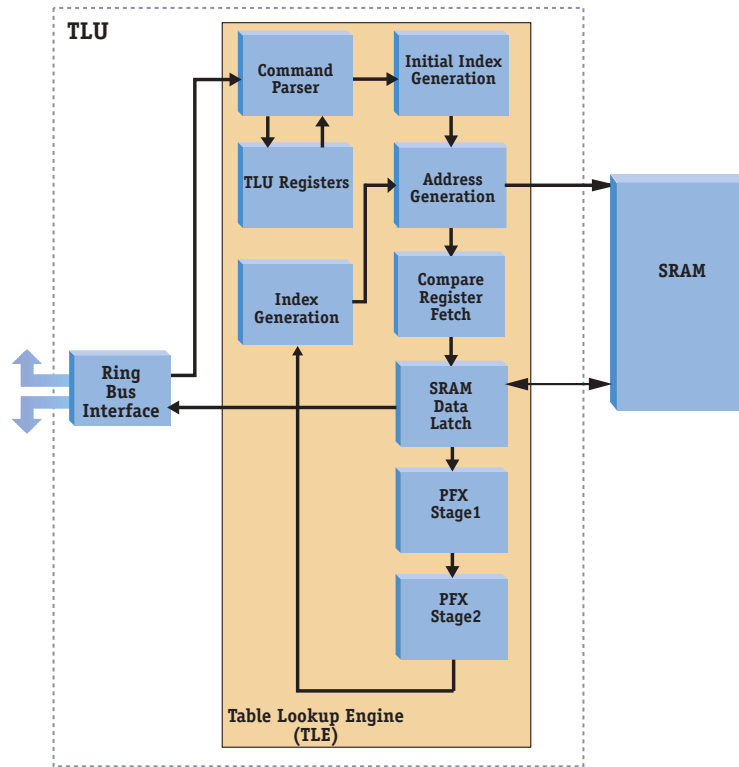 TLU
Command
Parser
Initial Index
Generation
TLU Registers
Address
Generation
SRAM
Index
Generation
Compare
Register
Fetch
Ring
Bus
Interface
SRAM
Data
Latch
PFX
Stage1
PFX
Stage2
Table Lookup Engine
(TLE)